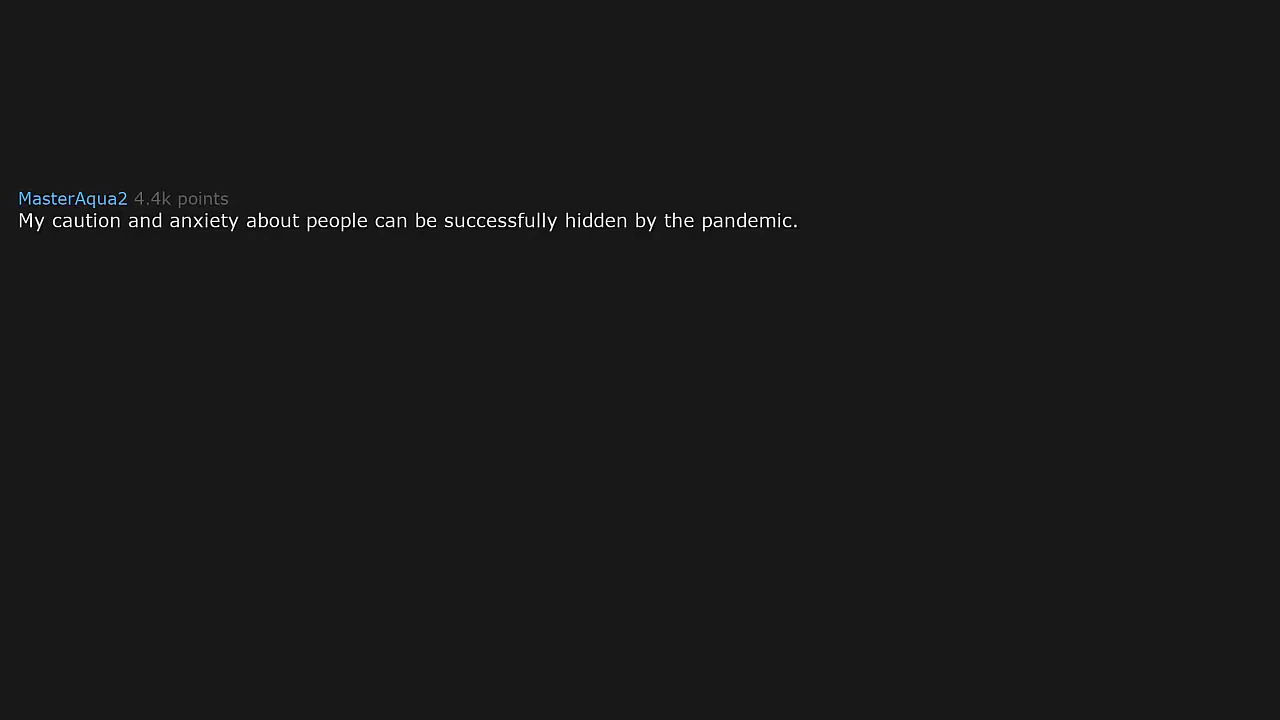 MasterAqua2 4.4k points
My caution and anxiety about people can be successfully hidden by the pandemic.